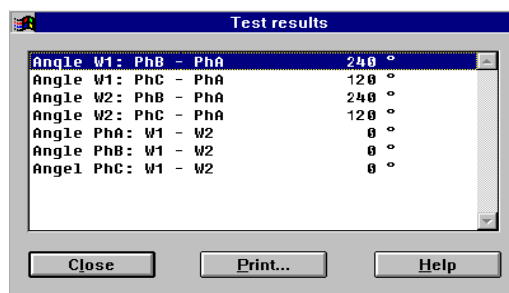 Test results
Angle W1: PhB - PhA 240 °
Angle W1: PhC - PhA 120 °
Angle W2: PhB - PhA 240 °
Angle W2: PhC - PhA 120 °
Angle PhA: W1 - W2 0 °
Angle PhB: W1 - W2 0 °
Angel PhC: W1 - W2 0 °
Close Print... Help